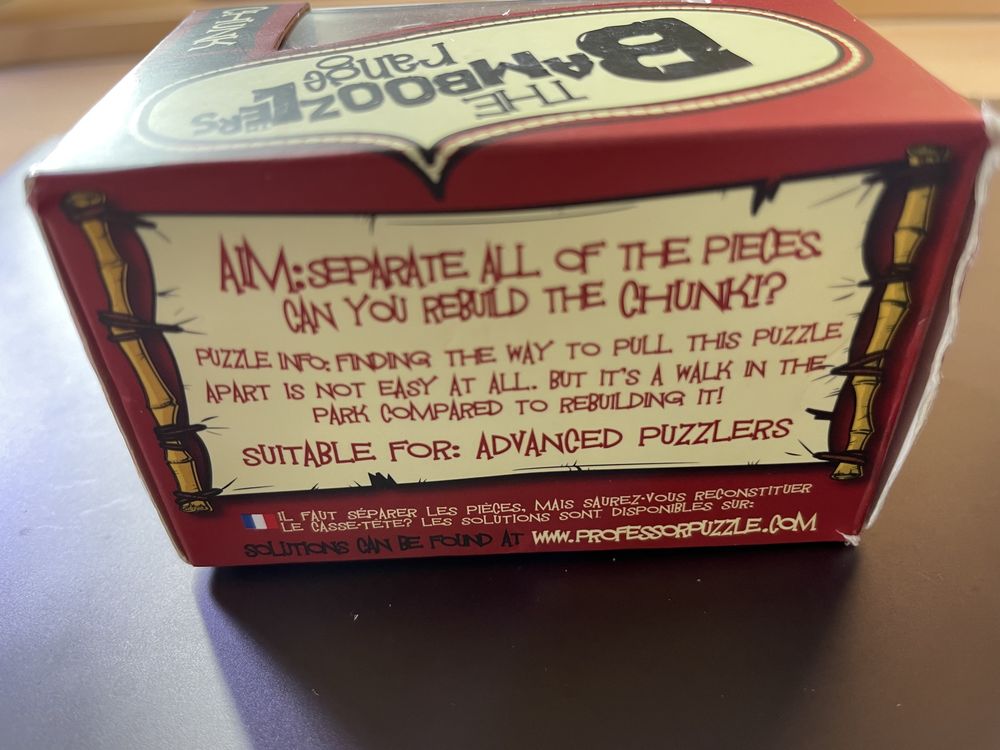 CHUNK!
THE
BAMBOOZLERS
range
AIM: SEPARATE ALL OF THE PIECES.
CAN YOU REBUILD THE CHUNK!?
PUZZLE INFO: FINDING THE WAY TO PULL THIS PUZZLE
APART IS NOT EASY AT ALL. BUT IT'S A WALK IN THE
PARK COMPARED TO REBUILDING IT!
SUITABLE FOR: ADVANCED PUZZLERS
IL FAUT SÉPARER LES PIÈCES, MAIS SAUREZ-VOUS RECONSTITUER
LE CASSE-TÊTE? LES SOLUTIONS SONT DISPONIBLES SUR:
SOLUTIONS CAN BE FOUND AT WWW.PROFESSORPUZZLE.COM